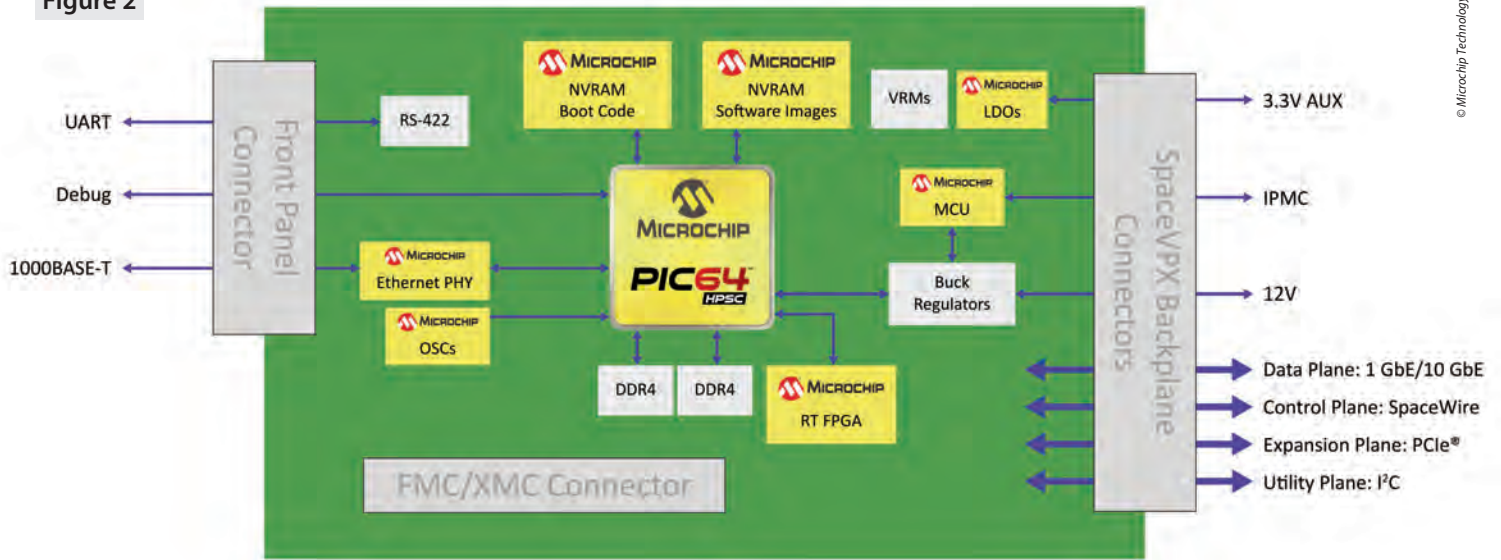 Figure 2
© Microchip Technology
UART
Debug
1000BASE-T
Front Panel
Connector
RS-422
MICROCHIP
NVRAM
Boot Code
MICROCHIP
NVRAM
Software Images
VRMs
MICROCHIP
LDOs
MICROCHIP
PIC64™
HPSC
MICROCHIP
MCU
MICROCHIP
Ethernet PHY
MICROCHIP
OSCs
Buck
Regulators
DDR4
DDR4
MICROCHIP
RT FPGA
FMC/XMC Connector
SpaceVPX Backplane
Connectors
3.3V AUX
IPMC
12V
Data Plane: 1 GbE/10 GbE
Control Plane: SpaceWire
Expansion Plane: PCIe®
Utility Plane: I²C